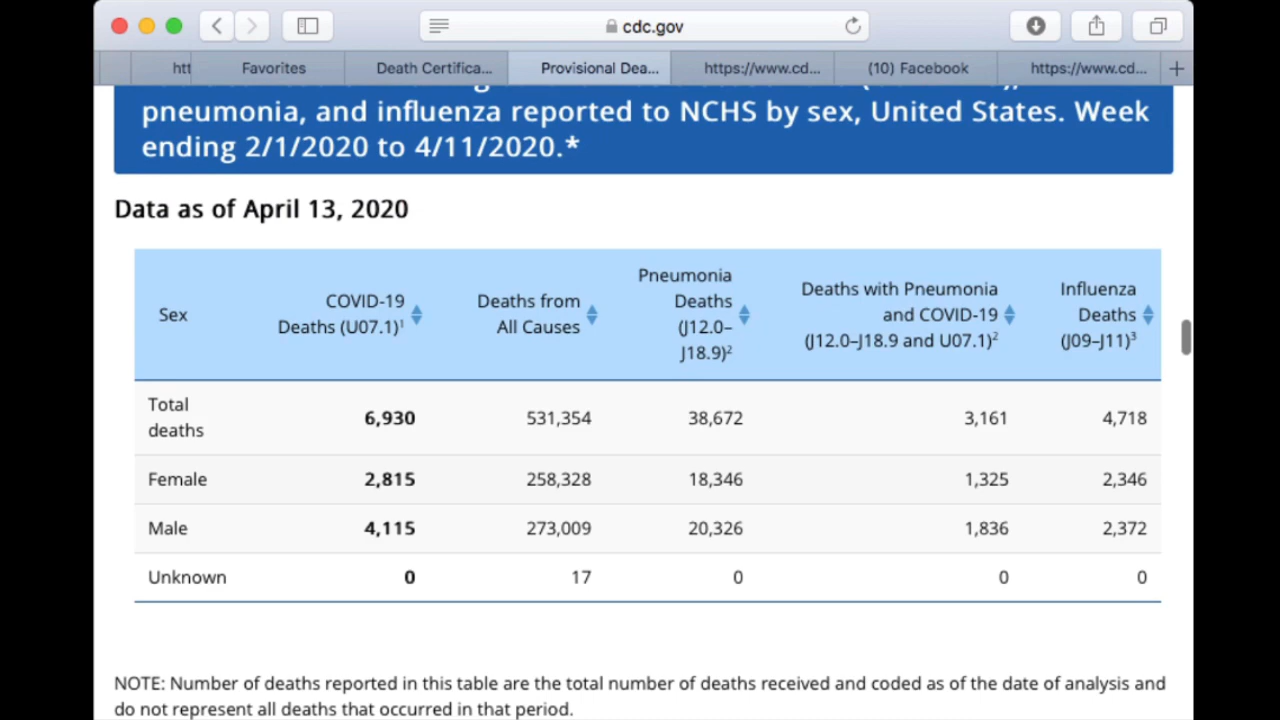 cdc.gov
htt Favorites Death Certifica... Provisional Dea... https://www.cd... (10) Facebook https://www.cd... +
pneumonia, and influenza reported to NCHS by sex, United States. Week
ending 2/1/2020 to 4/11/2020.*
Data as of April 13, 2020
Sex
COVID-19
Deaths (U07.1)¹
Deaths from
All Causes
Pneumonia
Deaths
(J12.0–
J18.9)²
Deaths with Pneumonia
and COVID-19
(J12.0–J18.9 and U07.1)²
Influenza
Deaths
(J09–J11)³
Total
deaths
6,930 531,354 38,672 3,161 4,718
Female 2,815 258,328 18,346 1,325 2,346
Male 4,115 273,009 20,326 1,836 2,372
Unknown 0 17 0 0 0
NOTE: Number of deaths reported in this table are the total number of deaths received and coded as of the date of analysis and
do not represent all deaths that occurred in that period.